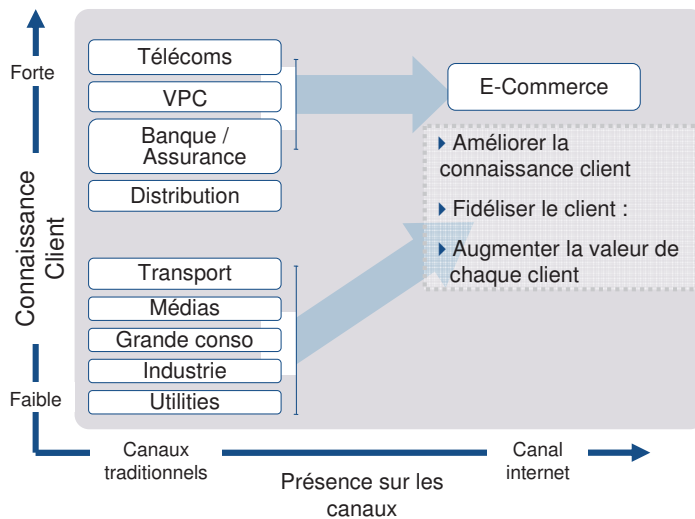 Connaissance
Client
Forte
Faible
Télécoms
VPC
Banque /
Assurance
Distribution
Transport
Médias
Grande conso
Industrie
Utilities
E-Commerce
Améliorer la
connaissance client
Fidéliser le client :
Augmenter la valeur de
chaque client
Canaux
traditionnels
Présence sur les
canaux
Canal
internet